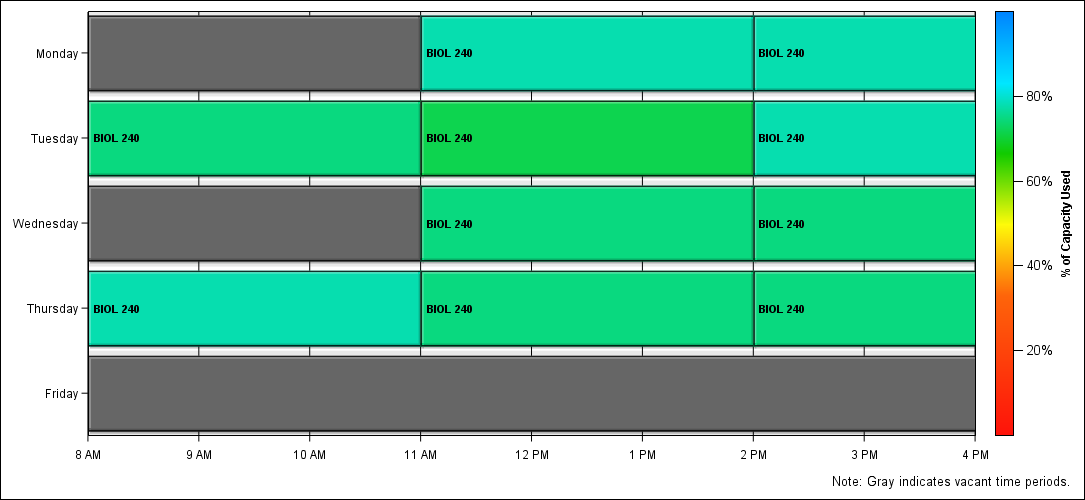 Monday
BIOL 240
BIOL 240
Tuesday
BIOL 240
BIOL 240
BIOL 240
Wednesday
BIOL 240
BIOL 240
Thursday
BIOL 240
BIOL 240
BIOL 240
Friday
8 AM
9 AM
10 AM
11 AM
12 PM
1 PM
2 PM
3 PM
4 PM
80%
60%
40%
20%
% of Capacity Used
Note: Gray indicates vacant time periods.